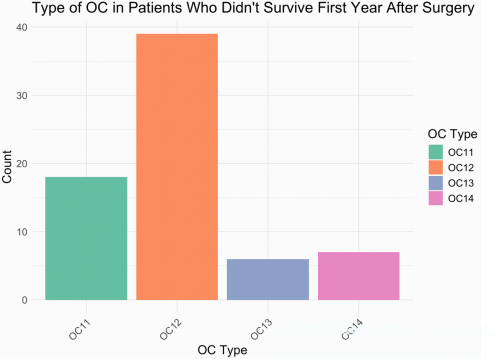 Type of OC in Patients Who Didn't Survive First Year After Surgery
40
30
20
10
0
Count
OC11
OC12
OC13
OC14
OC Type
OC Type
OC11
OC12
OC13
OC14